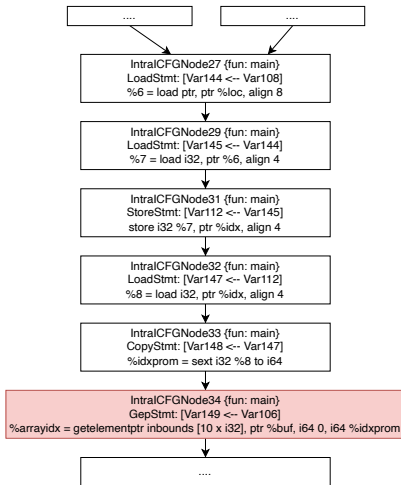 ....
....
IntraICFGNode27 {fun: main}
LoadStmt: [Var144 <-- Var108]
%6 = load ptr, ptr %loc, align 8
IntraICFGNode29 {fun: main}
LoadStmt: [Var145 <-- Var144]
%7 = load i32, ptr %6, align 4
IntraICFGNode31 {fun: main}
StoreStmt: [Var112 <-- Var145]
store i32 %7, ptr %idx, align 4
IntraICFGNode32 {fun: main}
LoadStmt: [Var147 <-- Var112]
%8 = load i32, ptr %idx, align 4
IntraICFGNode33 {fun: main}
CopyStmt: [Var148 <-- Var147]
%idxprom = sext i32 %8 to i64
IntraICFGNode34 {fun: main}
GepStmt: [Var149 <-- Var106]
%arrayidx = getelementptr inbounds [10 x i32], ptr %buf, i64 0, i64 %idxprom
....